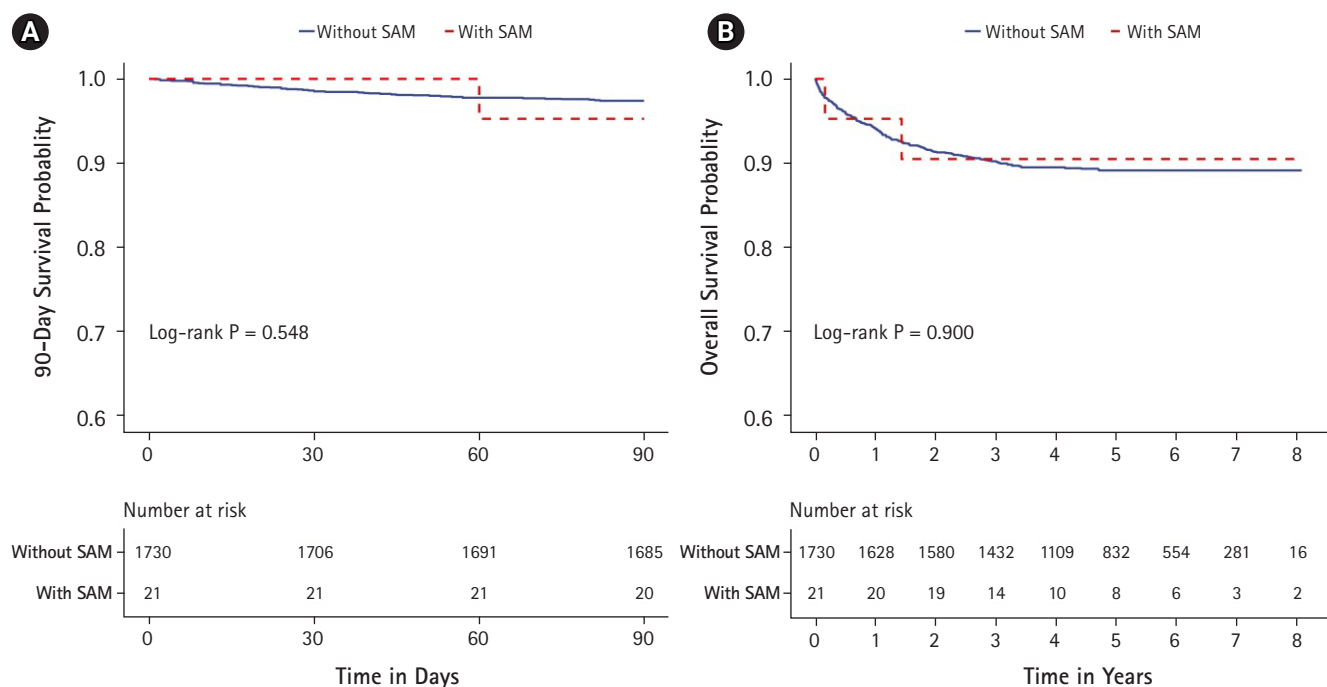 A
Without SAM With SAM
90-Day Survival Probablity
1.0
0.9
0.8
0.7
0.6
Log-rank P = 0.548
0 30 60 90
Number at risk
Without SAM 1730 1706 1691 1685
With SAM 21 21 21 20
0 30 60 90
Time in Days
B
Without SAM With SAM
Overall Survival Probablity
1.0
0.9
0.8
0.7
0.6
Log-rank P = 0.900
0 1 2 3 4 5 6 7 8
Number at risk
Without SAM 1730 1628 1580 1432 1109 832 554 281 16
With SAM 21 20 19 14 10 8 6 3 2
0 1 2 3 4 5 6 7 8
Time in Years